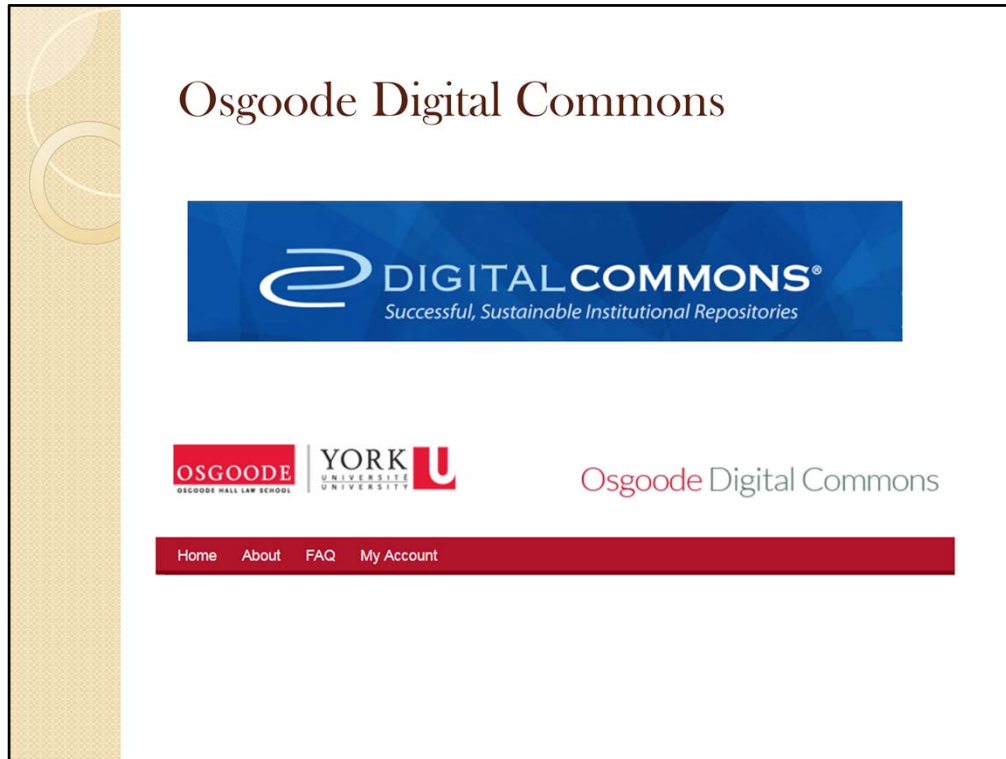 Osgoode Digital Commons
DIGITALCOMMONS®
Successful, Sustainable Institutional Repositories
OSGOODE
OSGOODE HALL LAW SCHOOL
YORK
UNIVERSITÉ
UNIVERSITY
U
Osgoode Digital Commons
Home About FAQ My Account